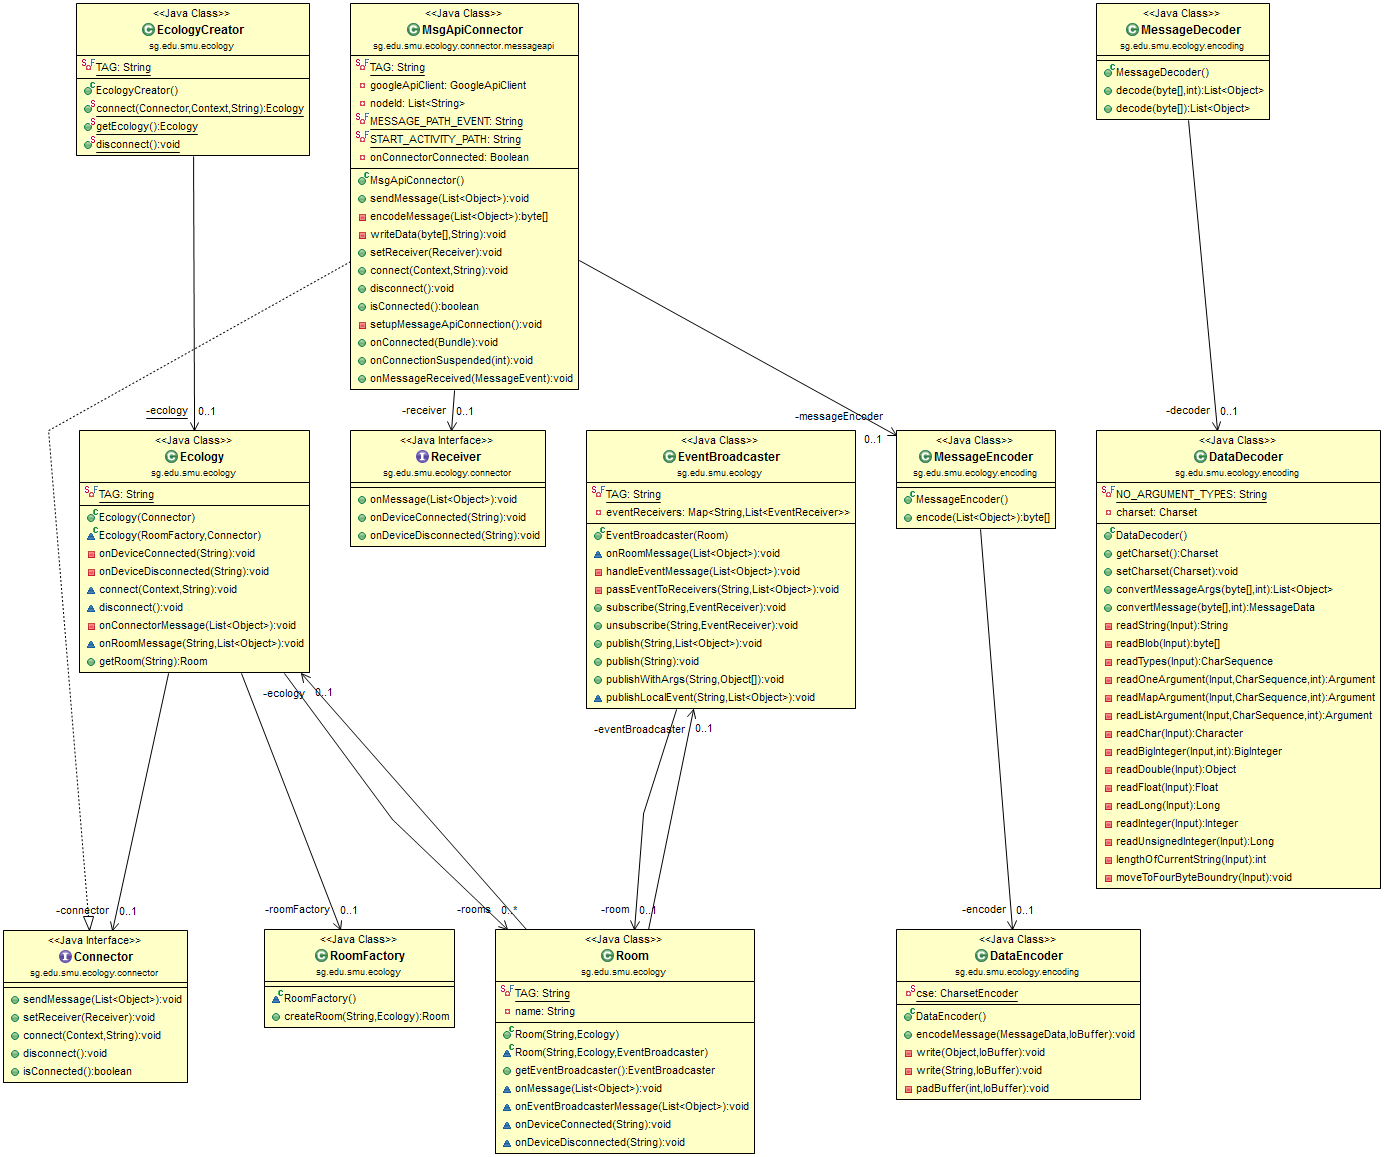 <<Java Class>>
EcologyCreator
sg.edu.smu.ecology
TAG: String
EcologyCreator()
connect(Connector,Context,String):Ecology
getEcology():Ecology
disconnect():void
<<Java Class>>
MsgApiConnector
sg.edu.smu.ecology.connector.messageapi
TAG: String
googleApiClient: GoogleApiClient
nodeId: List<String>
MESSAGE_PATH_EVENT: String
START_ACTIVITY_PATH: String
onConnectorConnected: Boolean
MsgApiConnector()
sendMessage(List<Object>):void
encodeMessage(List<Object>):byte[]
writeData(byte[],String):void
setReceiver(Receiver):void
connect(Context,String):void
disconnect():void
isConnected():boolean
setupMessageApiConnection():void
onConnected(Bundle):void
onConnectionSuspended(int):void
onMessageReceived(MessageEvent):void
<<Java Class>>
MessageDecoder
sg.edu.smu.ecology.encoding
MessageDecoder()
decode(byte[],int):List<Object>
decode(byte[]):List<Object>
-ecology 0..1
-receiver 0..1
-messageEncoder
0..1
-decoder 0..1
<<Java Class>>
Ecology
sg.edu.smu.ecology
TAG: String
Ecology(Connector)
Ecology(RoomFactory,Connector)
onDeviceConnected(String):void
onDeviceDisconnected(String):void
connect(Context,String):void
disconnect():void
onConnectorMessage(List<Object>):void
onRoomMessage(String,List<Object>):void
getRoom(String):Room
<<Java Interface>>
Receiver
sg.edu.smu.ecology.connector
onMessage(List<Object>):void
onDeviceConnected(String):void
onDeviceDisconnected(String):void
<<Java Class>>
EventBroadcaster
sg.edu.smu.ecology
TAG: String
eventReceivers: Map<String,List<EventReceiver>>
EventBroadcaster(Room)
onRoomMessage(List<Object>):void
handleEventMessage(List<Object>):void
passEventToReceivers(String,List<Object>):void
subscribe(String,EventReceiver):void
unsubscribe(String,EventReceiver):void
publish(String,List<Object>):void
publish(String):void
publishWithArgs(String,Object[]):void
publishLocalEvent(String,List<Object>):void
<<Java Class>>
MessageEncoder
sg.edu.smu.ecology.encoding
MessageEncoder()
encode(List<Object>):byte[]
<<Java Class>>
DataDecoder
sg.edu.smu.ecology.encoding
NO_ARGUMENT_TYPES: String
charset: Charset
DataDecoder()
getCharset():Charset
setCharset(Charset):void
convertMessageArgs(byte[],int):List<Object>
convertMessage(byte[],int):MessageData
readString(Input):String
readBlob(Input):byte[]
readTypes(Input):CharSequence
readOneArgument(Input,CharSequence,int):Argument
readMapArgument(Input,CharSequence,int):Argument
readListArgument(Input,CharSequence,int):Argument
readChar(Input):Character
readBigInteger(Input,int):BigInteger
readDouble(Input):Object
readFloat(Input):Float
readLong(Input):Long
readInteger(Input):Integer
readUnsignedInteger(Input):Long
lengthOfCurrentString(Input):int
moveToFourByteBoundry(Input):void
-ecology 0..1
-eventBroadcaster 0..1
-connector 0..1
-roomFactory 0..1
-rooms 0..*
-room 0..1
-encoder 0..1
<<Java Interface>>
Connector
sg.edu.smu.ecology.connector
sendMessage(List<Object>):void
setReceiver(Receiver):void
connect(Context,String):void
disconnect():void
isConnected():boolean
<<Java Class>>
RoomFactory
sg.edu.smu.ecology
RoomFactory()
createRoom(String,Ecology):Room
<<Java Class>>
Room
sg.edu.smu.ecology
TAG: String
name: String
Room(String,Ecology)
Room(String,Ecology,EventBroadcaster)
getEventBroadcaster():EventBroadcaster
onMessage(List<Object>):void
onEventBroadcasterMessage(List<Object>):void
onDeviceConnected(String):void
onDeviceDisconnected(String):void
<<Java Class>>
DataEncoder
sg.edu.smu.ecology.encoding
cse: CharsetEncoder
DataEncoder()
encodeMessage(MessageData,IoBuffer):void
write(Object,IoBuffer):void
write(String,IoBuffer):void
padBuffer(int,IoBuffer):void